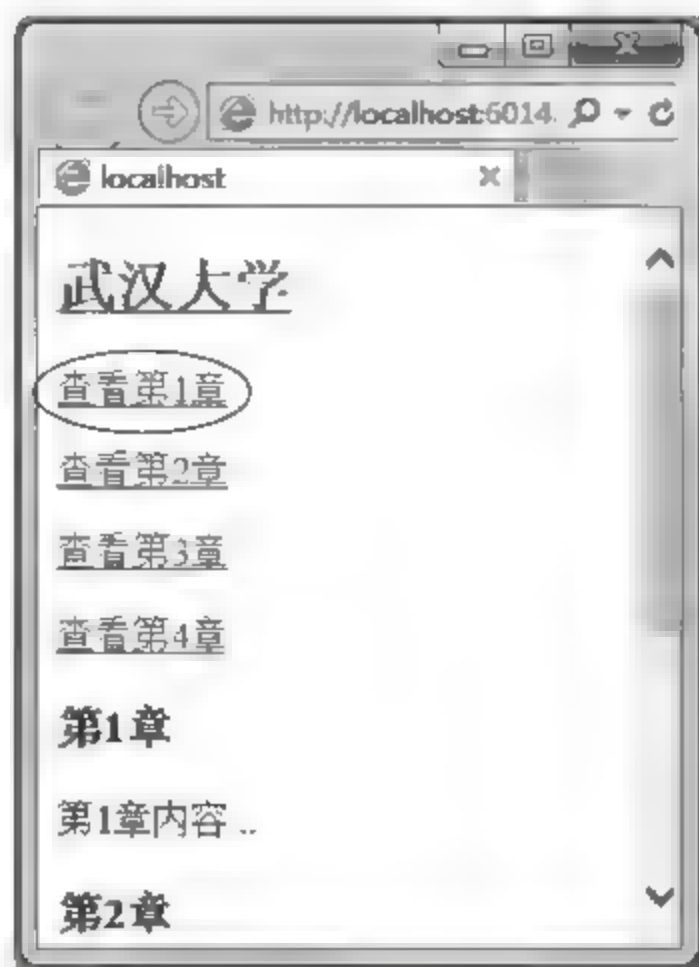 http://localhost:6014
localhost
武汉大学
查看第1章
查看第2章
查看第3章
查看第4章
第1章
第1章内容 ..
第2章